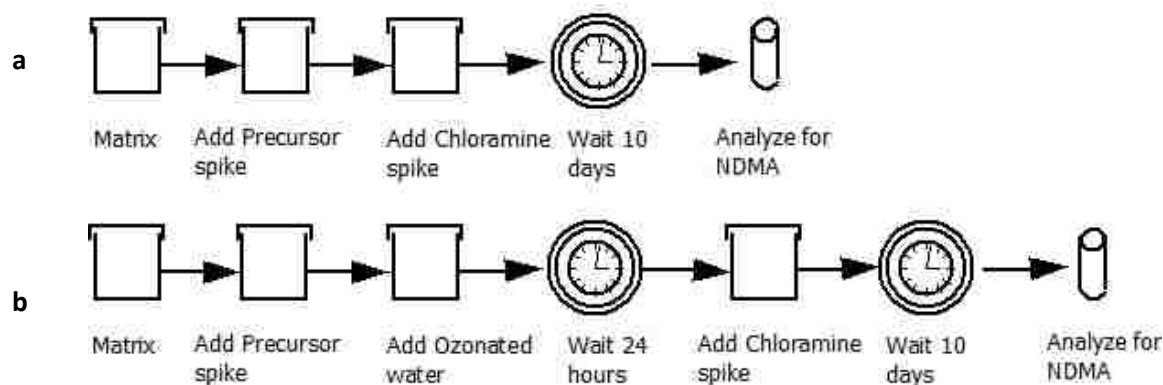 a
Matrix
Add Precursor
spike
Add Chloramine
spike
Wait 10
days
Analyze for
NDMA
b
Matrix
Add Precursor
spike
Add Ozonated
water
Wait 24
hours
Add Chloramine
spike
Wait 10
days
Analyze for
NDMA